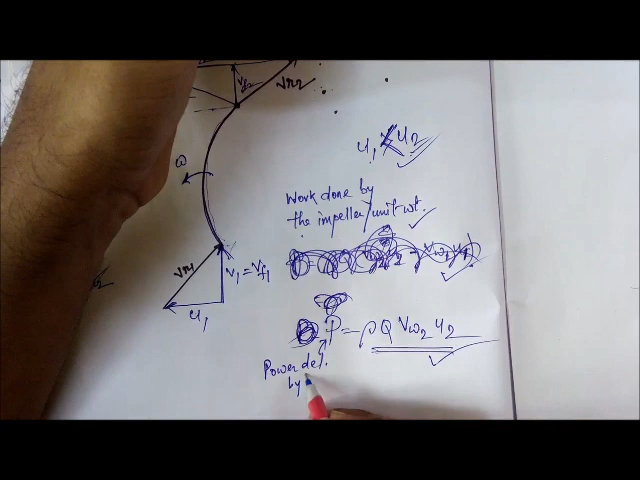 Vf2
Vr2
u1 < u2
ω
Work done by
the impeller/unit wt.
Vr1
V1 = Vf1
u1
P = ρ Q Vw2 u2
Power del.
by